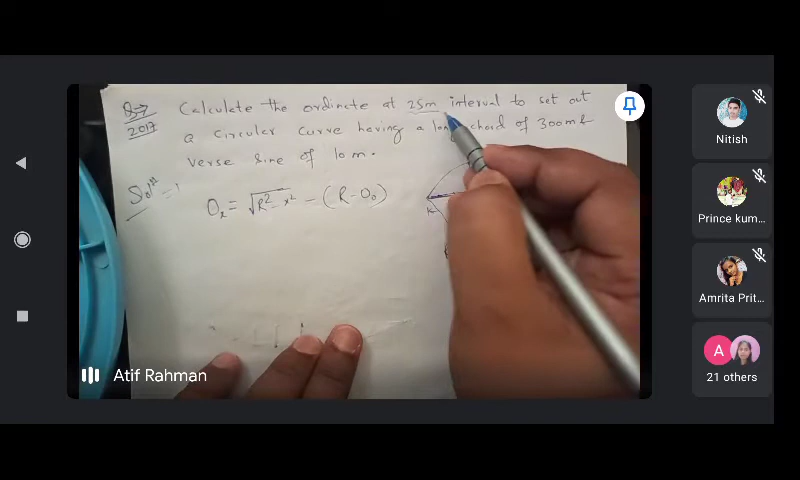 Q→ Calculate the ordinate at 25m interval to set out
2017 a Circular Curve having a long chord of 300m &
verse sine of 10 m.
Solⁿ =)
Oₓ = √R² - x² - (R - O₀)
Atif Rahman
Nitish
Prince kum...
Amrita Prit...
A
21 others